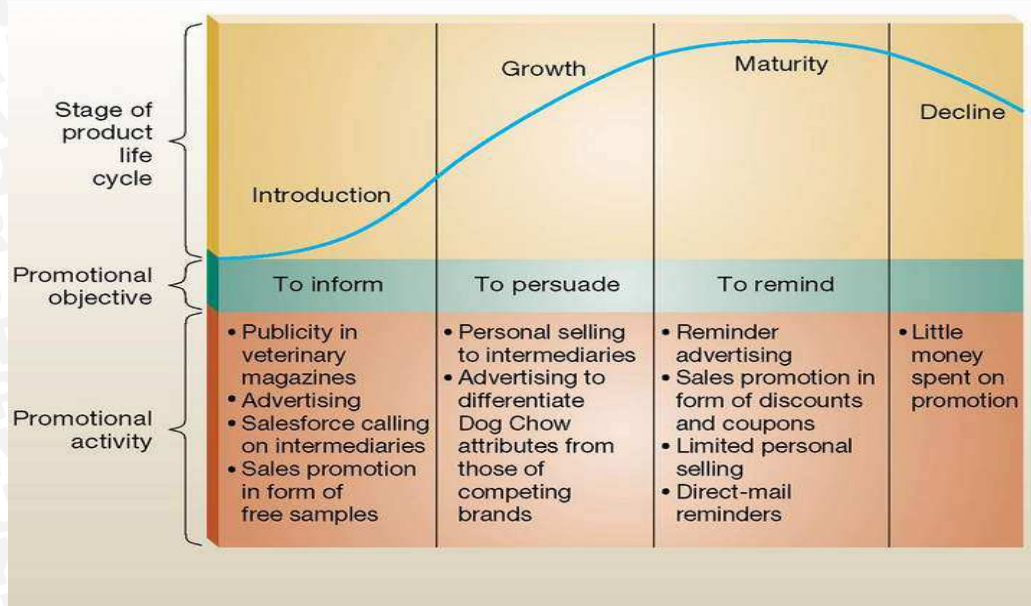 Stage of
product
life
cycle
Introduction
Growth
Maturity
Decline
Promotional
objective
To inform
To persuade
To remind
Promotional
activity
• Publicity in
veterinary
magazines
• Advertising
• Salesforce calling
on intermediaries
• Sales promotion
in form of
free samples
• Personal selling
to intermediaries
• Advertising to
differentiate
Dog Chow
attributes from
those of
competing
brands
• Reminder
advertising
• Sales promotion in
form of discounts
and coupons
• Limited personal
selling
• Direct-mail
reminders
• Little
money
spent on
promotion